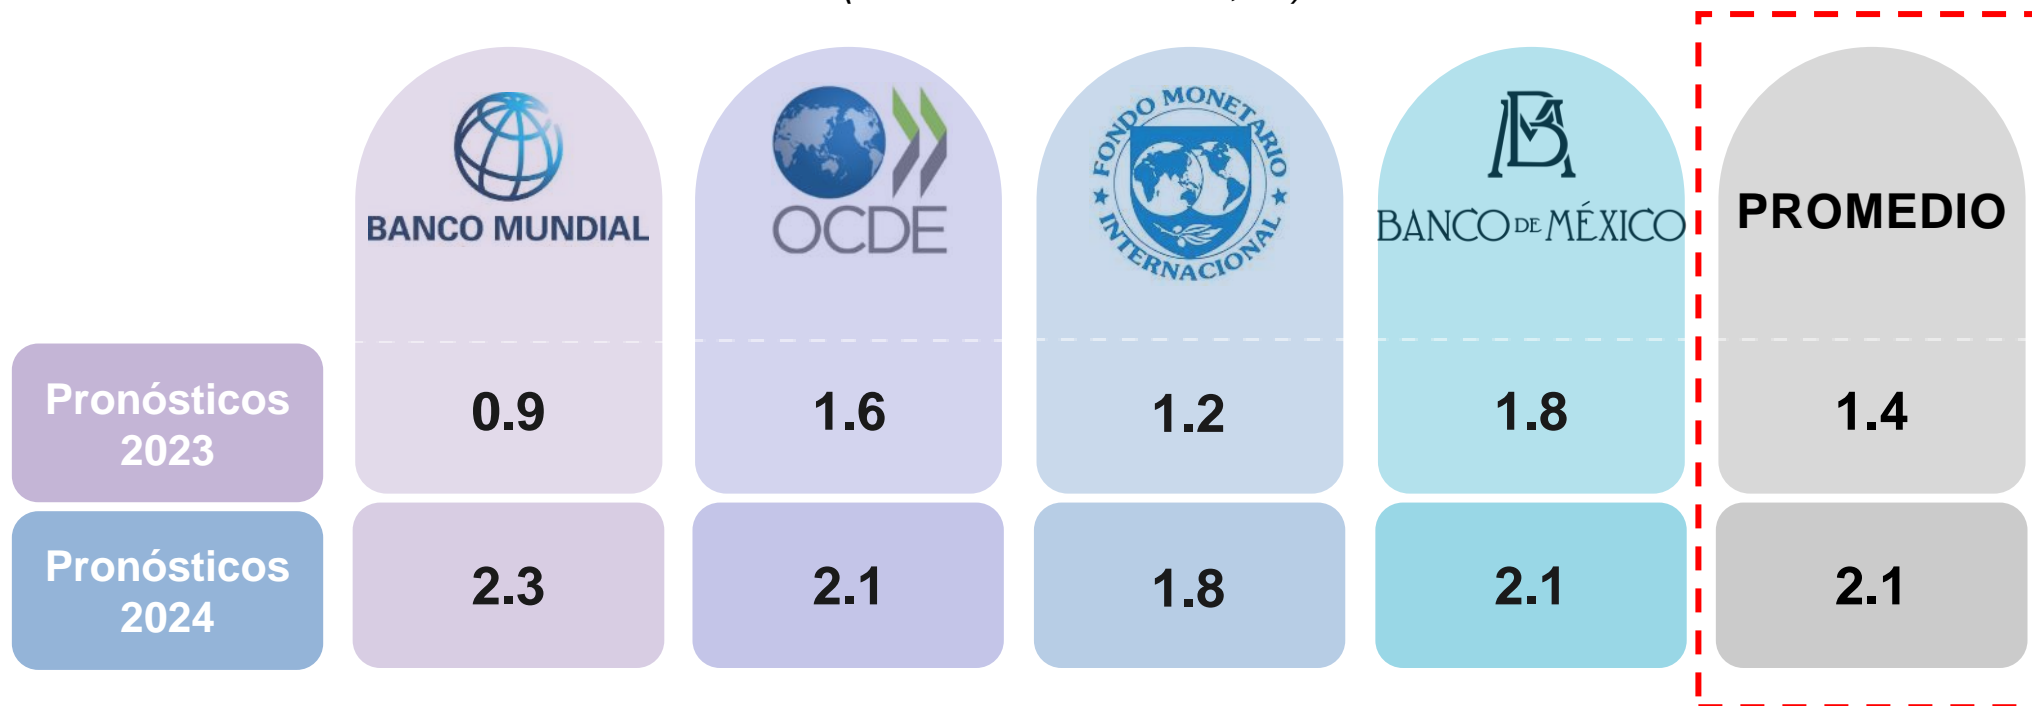 BANCO MUNDIAL
OCDE
FONDO MONETARIO
INTERNACIONAL
BANCO DE MÉXICO
PROMEDIO
Pronósticos
2023
0.9
1.6
1.2
1.8
1.4
Pronósticos
2024
2.3
2.1
1.8
2.1
2.1